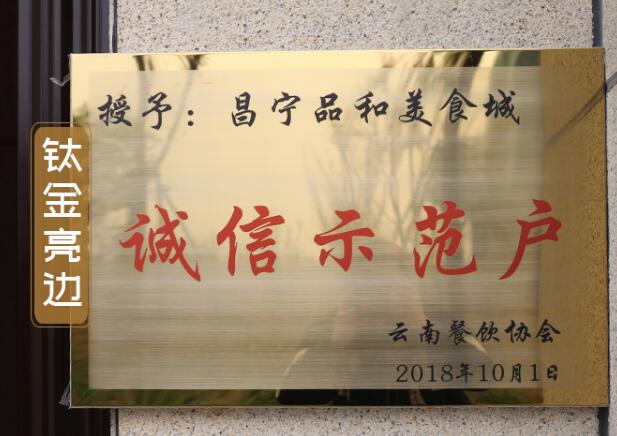 授予：昌宁品和美食城
钛金亮边
诚信示范户
云南餐饮协会
2018年10月1日